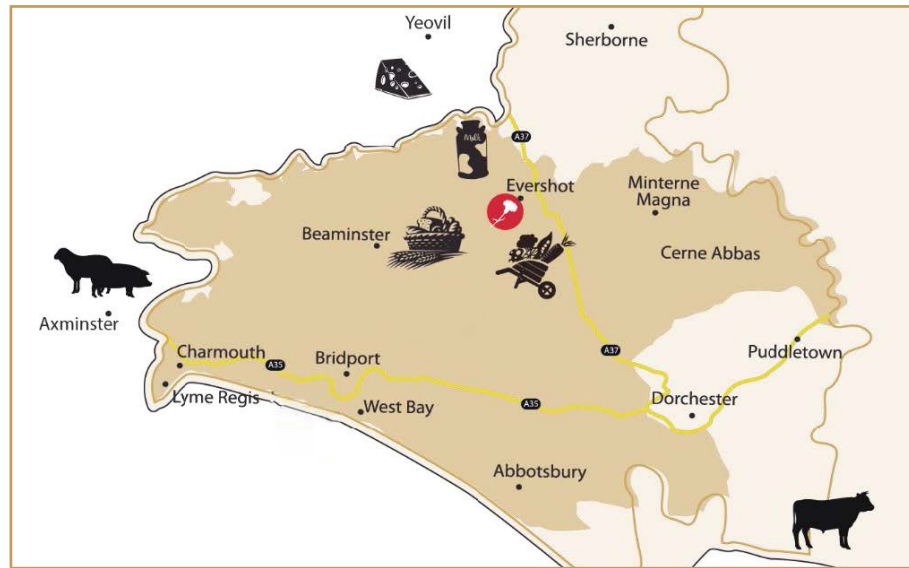 Yeovil
Sherborne
A37
Milk
Evershot
Minterne
Magna
Beaminster
Cerne Abbas
Axminster
Charmouth
Bridport
A35
A37
Puddletown
Lyme Regis
West Bay
A35
Dorchester
Abbotsbury